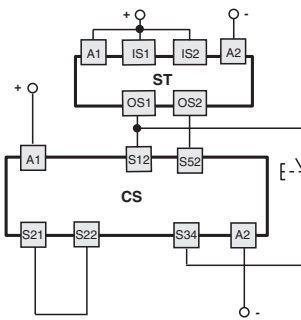 + -
A1 IS1 IS2 A2
ST
OS1 OS2
+
A1 S12 S52
CS
S21 S22 S34 A2
-